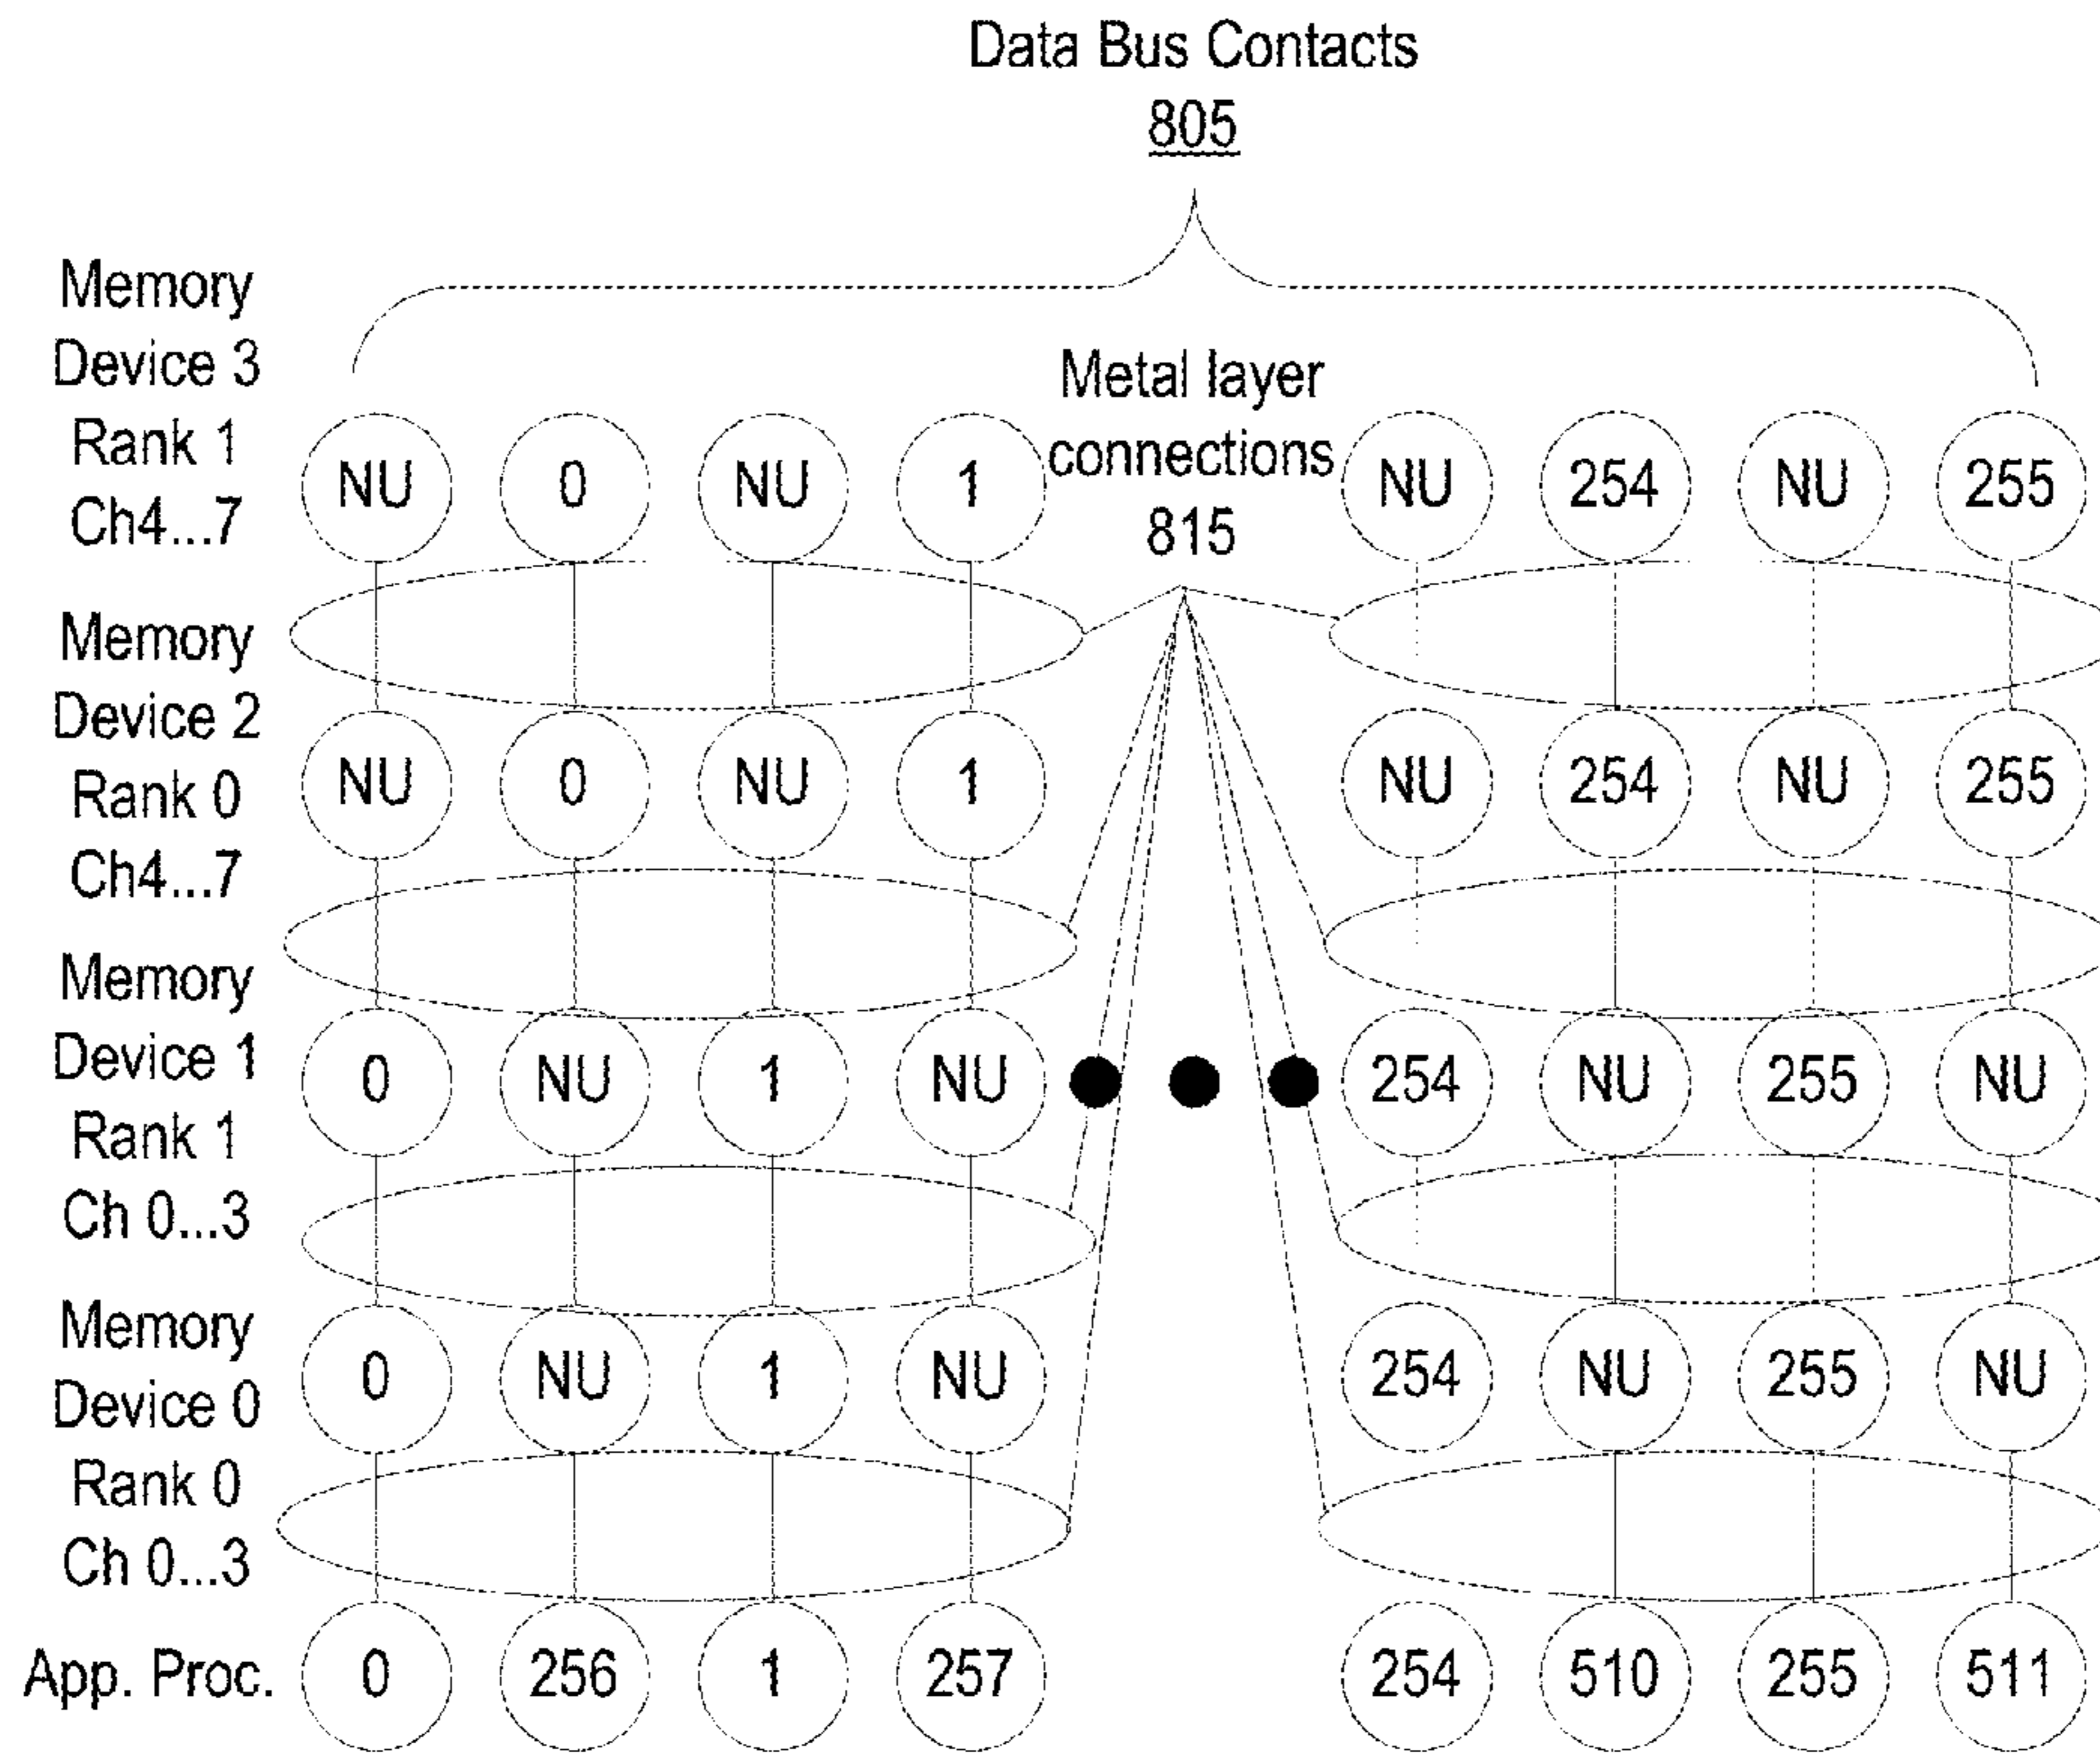 Data Bus Contacts
805
Memory
Device 3
Rank 1
Ch4...7
Metal layer
connections
815
NU 0 NU 1 NU 254 NU 255
Memory
Device 2
Rank 0
Ch4...7
NU 0 NU 1 NU 254 NU 255
Memory
Device 1
Rank 1
Ch 0...3
0 NU 1 NU 254 NU 255 NU
Memory
Device 0
Rank 0
Ch 0...3
0 NU 1 NU 254 NU 255 NU
App. Proc. 0 256 1 257 254 510 255 511